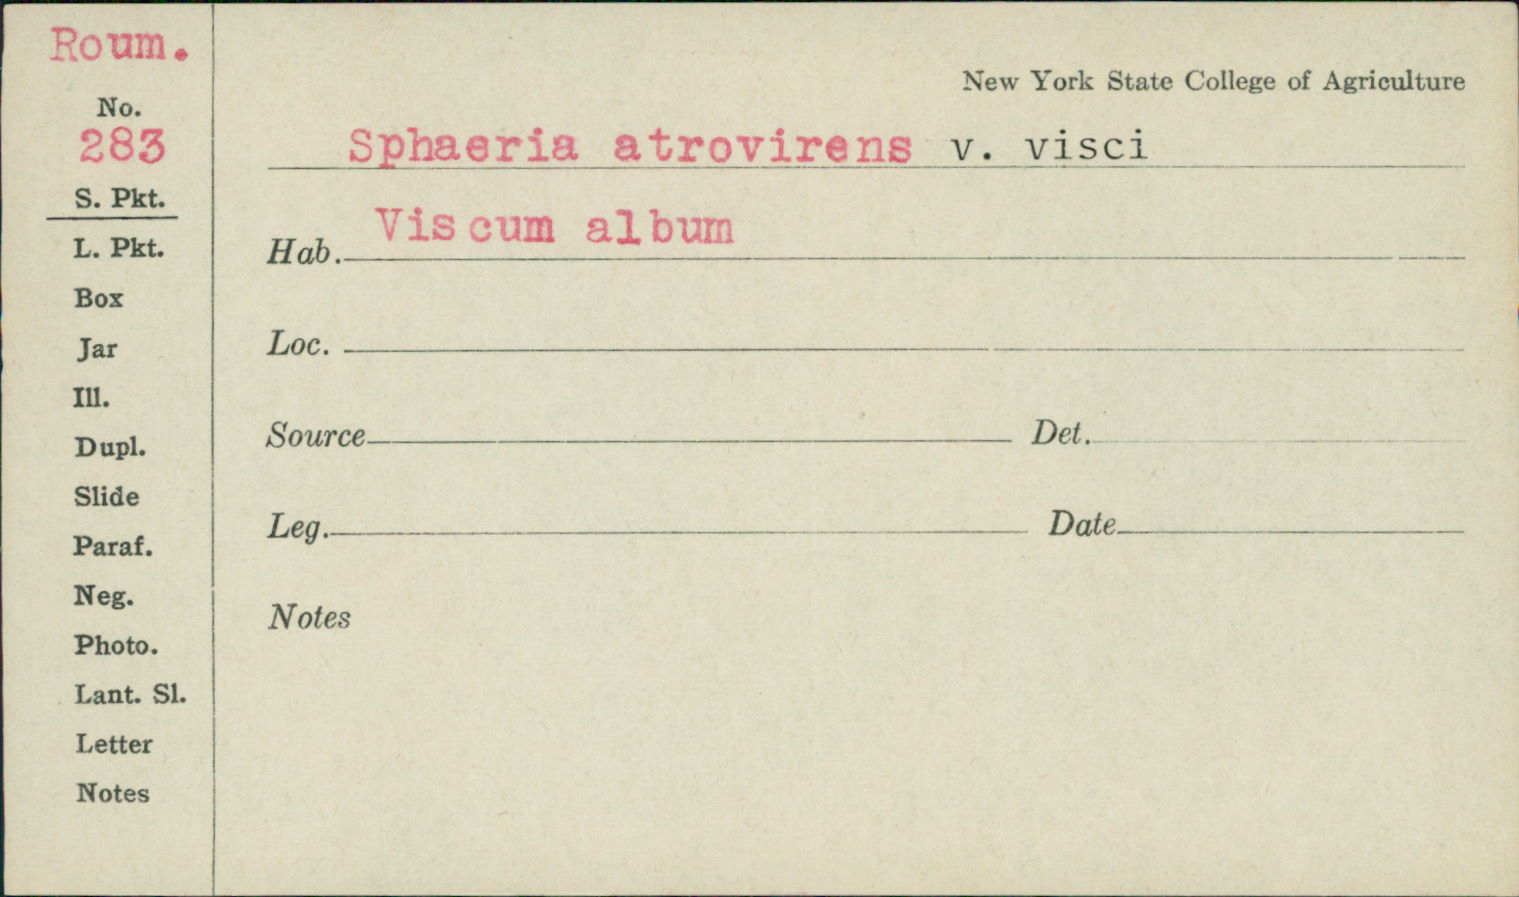 Roum.
No.
283
S. Pkt.
L. Pkt.
Box
Jar
Ill.
Dupl.
Slide
Paraf.
Neg.
Photo.
Lant. Sl.
Letter
Notes
New York State College of Agriculture
Sphaeria atrovirens v. visci
Hab. Viscum album
Loc.
Source Det.
Leg. Date
Notes